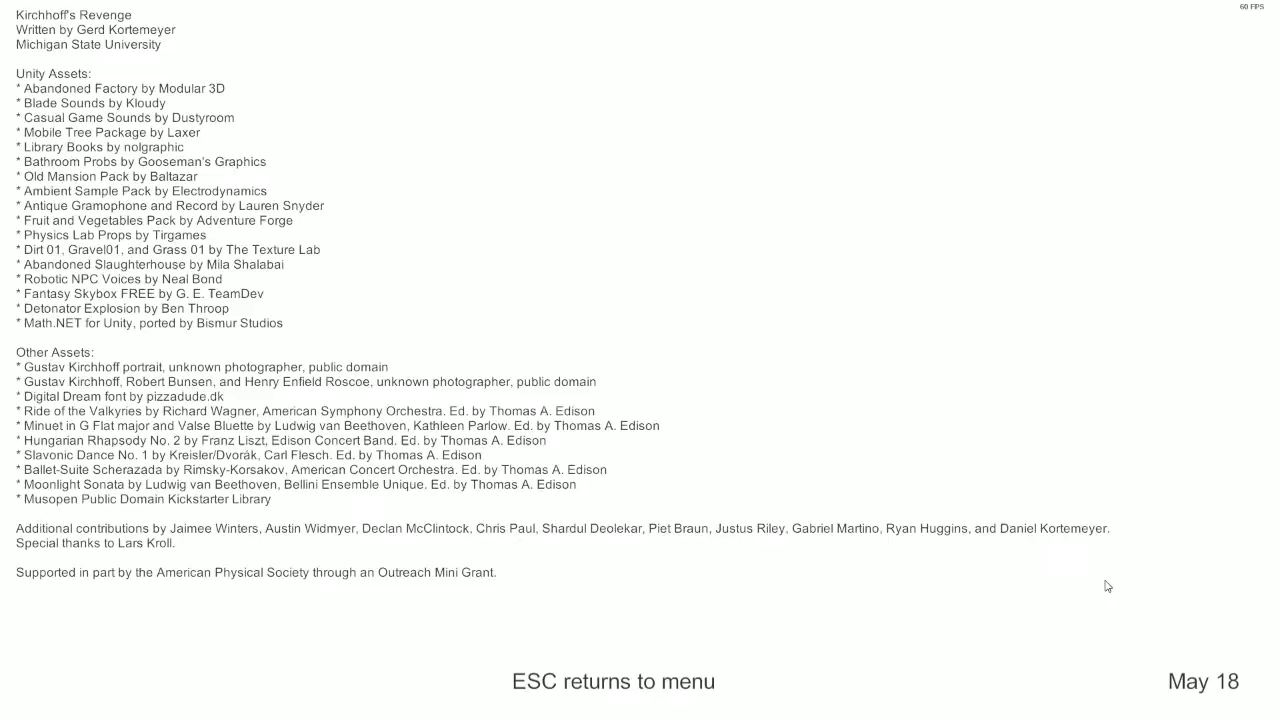 60 FPS
Kirchhoff's Revenge
Written by Gerd Kortemeyer
Michigan State University
Unity Assets:
* Abandoned Factory by Modular 3D
* Blade Sounds by Kloudy
* Casual Game Sounds by Dustyroom
* Mobile Tree Package by Laxer
* Library Books by nolgraphic
* Bathroom Probs by Gooseman's Graphics
* Old Mansion Pack by Baltazar
* Ambient Sample Pack by Electrodynamics
* Antique Gramophone and Record by Lauren Snyder
* Fruit and Vegetables Pack by Adventure Forge
* Physics Lab Props by Tirgames
* Dirt 01, Gravel01, and Grass 01 by The Texture Lab
* Abandoned Slaughterhouse by Mila Shalabai
* Robotic NPC Voices by Neal Bond
* Fantasy Skybox FREE by G. E. TeamDev
* Detonator Explosion by Ben Throop
* Math.NET for Unity, ported by Bismur Studios
Other Assets:
* Gustav Kirchhoff portrait, unknown photographer, public domain
* Gustav Kirchhoff, Robert Bunsen, and Henry Enfield Roscoe, unknown photographer, public domain
* Digital Dream font by pizzadude.dk
* Ride of the Valkyries by Richard Wagner, American Symphony Orchestra. Ed. by Thomas A. Edison
* Minuet in G Flat major and Valse Bluette by Ludwig van Beethoven, Kathleen Parlow. Ed. by Thomas A. Edison
* Hungarian Rhapsody No. 2 by Franz Liszt, Edison Concert Band. Ed. by Thomas A. Edison
* Slavonic Dance No. 1 by Kreisler/Dvorák, Carl Flesch. Ed. by Thomas A. Edison
* Ballet-Suite Scherazada by Rimsky-Korsakov, American Concert Orchestra. Ed. by Thomas A. Edison
* Moonlight Sonata by Ludwig van Beethoven, Bellini Ensemble Unique. Ed. by Thomas A. Edison
* Musopen Public Domain Kickstarter Library
Additional contributions by Jaimee Winters, Austin Widmyer, Declan McClintock, Chris Paul, Shardul Deolekar, Piet Braun, Justus Riley, Gabriel Martino, Ryan Huggins, and Daniel Kortemeyer.
Special thanks to Lars Kroll.
Supported in part by the American Physical Society through an Outreach Mini Grant.
ESC returns to menu
May 18